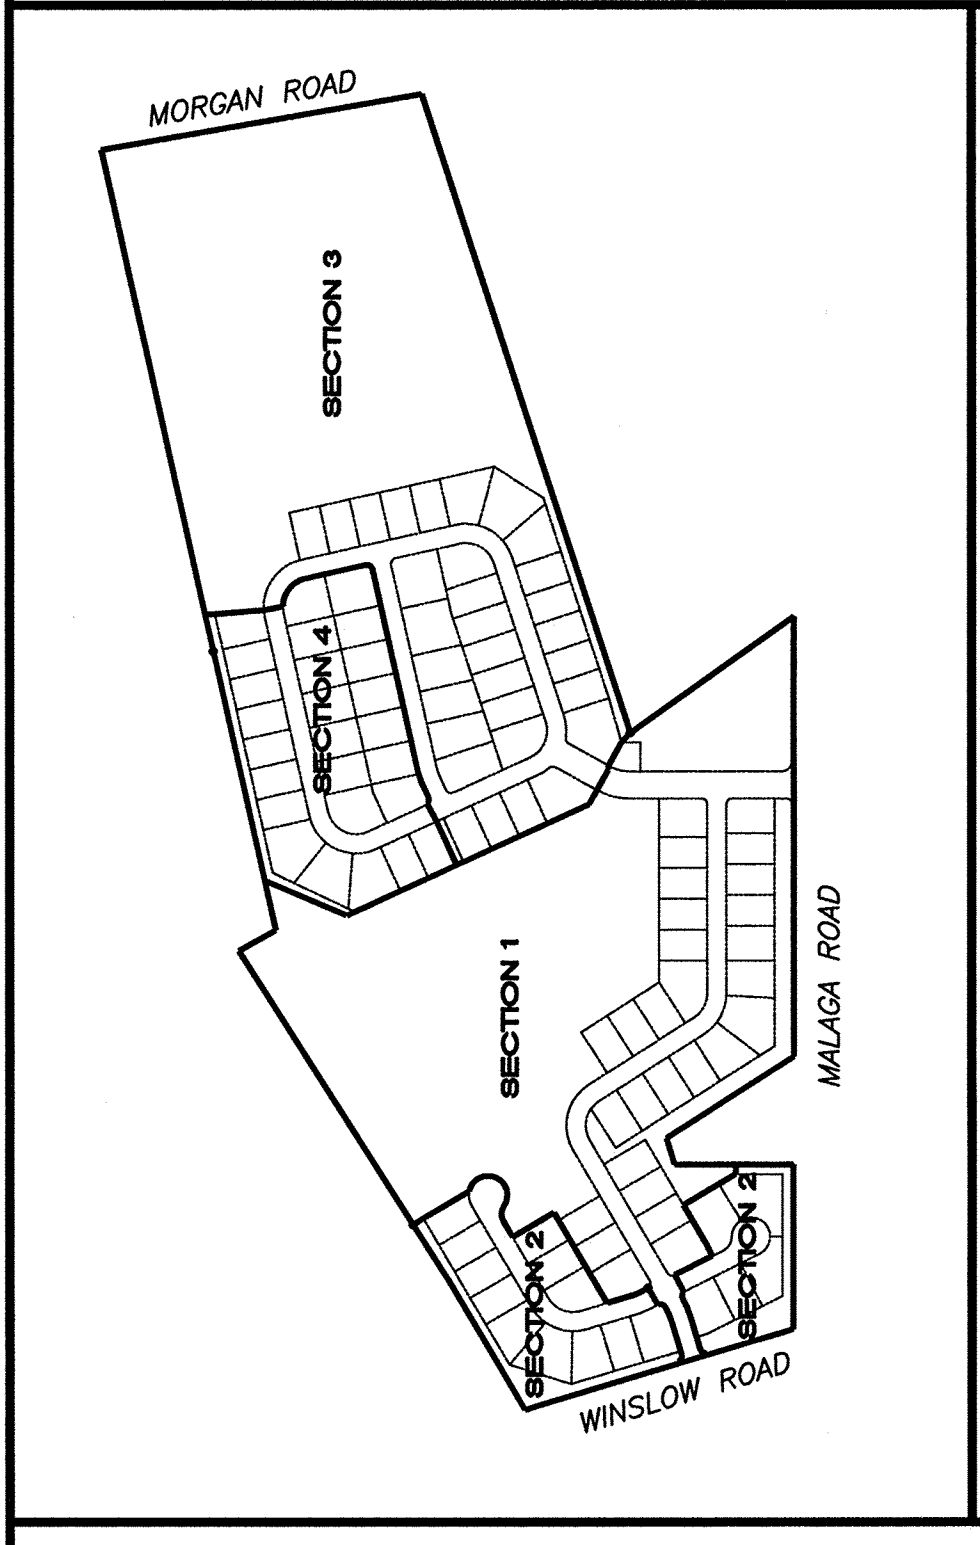 MORGAN ROAD
SECTION 3
SECTION 4
SECTION 1
MALAGA ROAD
SECTION 2
SECTION 2
WINSLOW ROAD